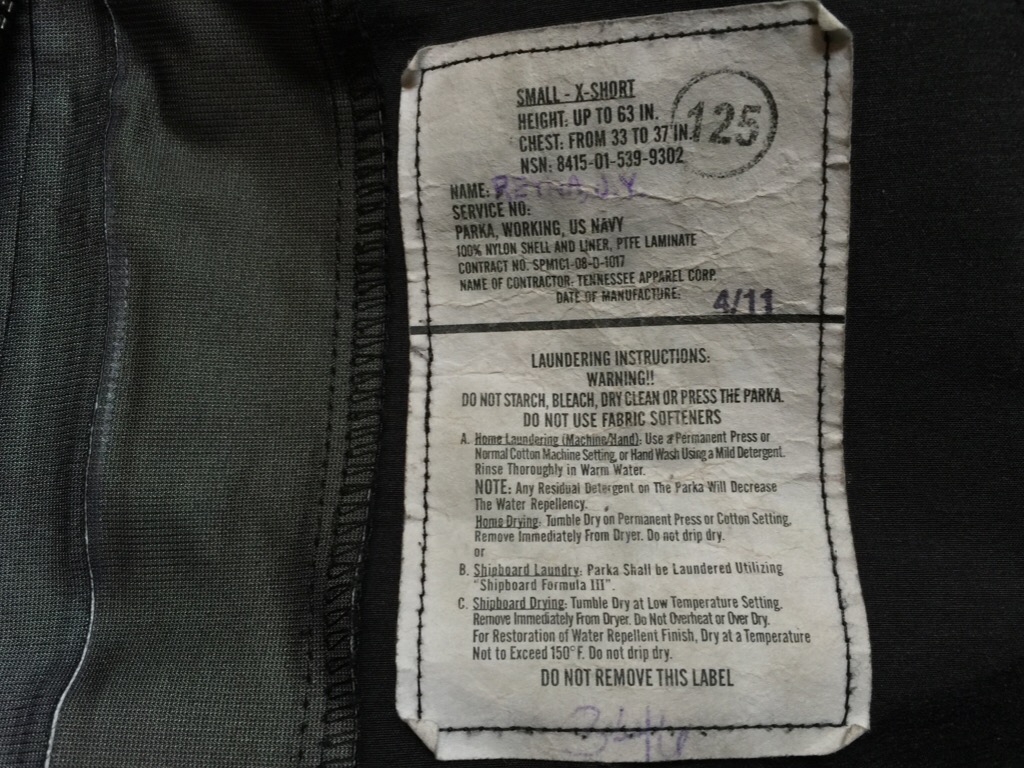 SMALL - X-SHORT
HEIGHT: UP TO 63 IN.
CHEST: FROM 33 TO 37 IN.
125
NSN: 8415-01-539-9302
NAME:
SERVICE NO:
PARKA, WORKING, US NAVY
100% NYLON SHELL AND LINER, PTFE LAMINATE
CONTRACT NO. SPM1C1-08-D-1017
NAME OF CONTRACTOR: TENNESSEE APPAREL CORP.
DATE OF MANUFACTURE: 4/11
LAUNDERING INSTRUCTIONS:
WARNING!!
DO NOT STARCH, BLEACH, DRY CLEAN OR PRESS THE PARKA.
DO NOT USE FABRIC SOFTENERS
A. Home Laundering (Machine/Hand): Use a Permanent Press or
Normal Cotton Machine Setting, or Hand Wash Using a Mild Detergent.
Rinse Thoroughly in Warm Water.
NOTE: Any Residual Detergent on The Parka Will Decrease
The Water Repellency.
Home Drying: Tumble Dry on Permanent Press or Cotton Setting,
Remove Immediately From Dryer. Do not drip dry.
or
B. Shipboard Laundry: Parka Shall be Laundered Utilizing
"Shipboard Formula III".
C. Shipboard Drying: Tumble Dry at Low Temperature Setting,
Remove Immediately From Dryer. Do Not Overheat or Over Dry.
For Restoration of Water Repellent Finish, Dry at a Temperature
Not to Exceed 150°F. Do not drip dry.
DO NOT REMOVE THIS LABEL